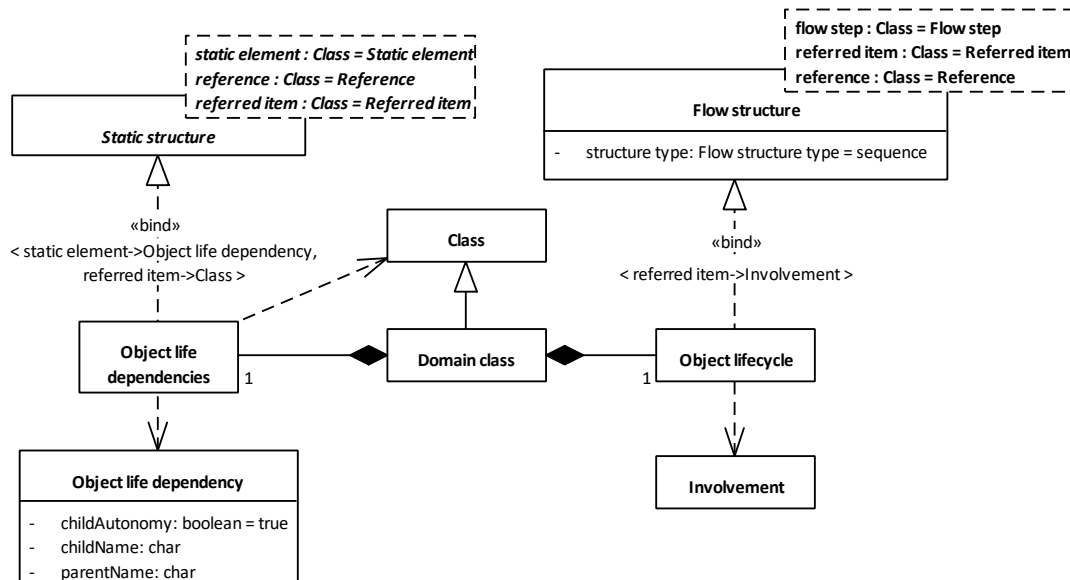 static element : Class = Static element
reference : Class = Reference
referred item : Class = Referred item
Static structure
flow step : Class = Flow step
referred item : Class = Referred item
reference : Class = Reference
Flow structure
- structure type: Flow structure type = sequence
«bind»
< static element->Object life dependency,
referred item->Class >
Class
«bind»
< referred item->Involvement >
Object life
dependencies
1
Domain class
1
Object lifecycle
Object life dependency
- childAutonomy: boolean = true
- childName: char
- parentName: char
Involvement